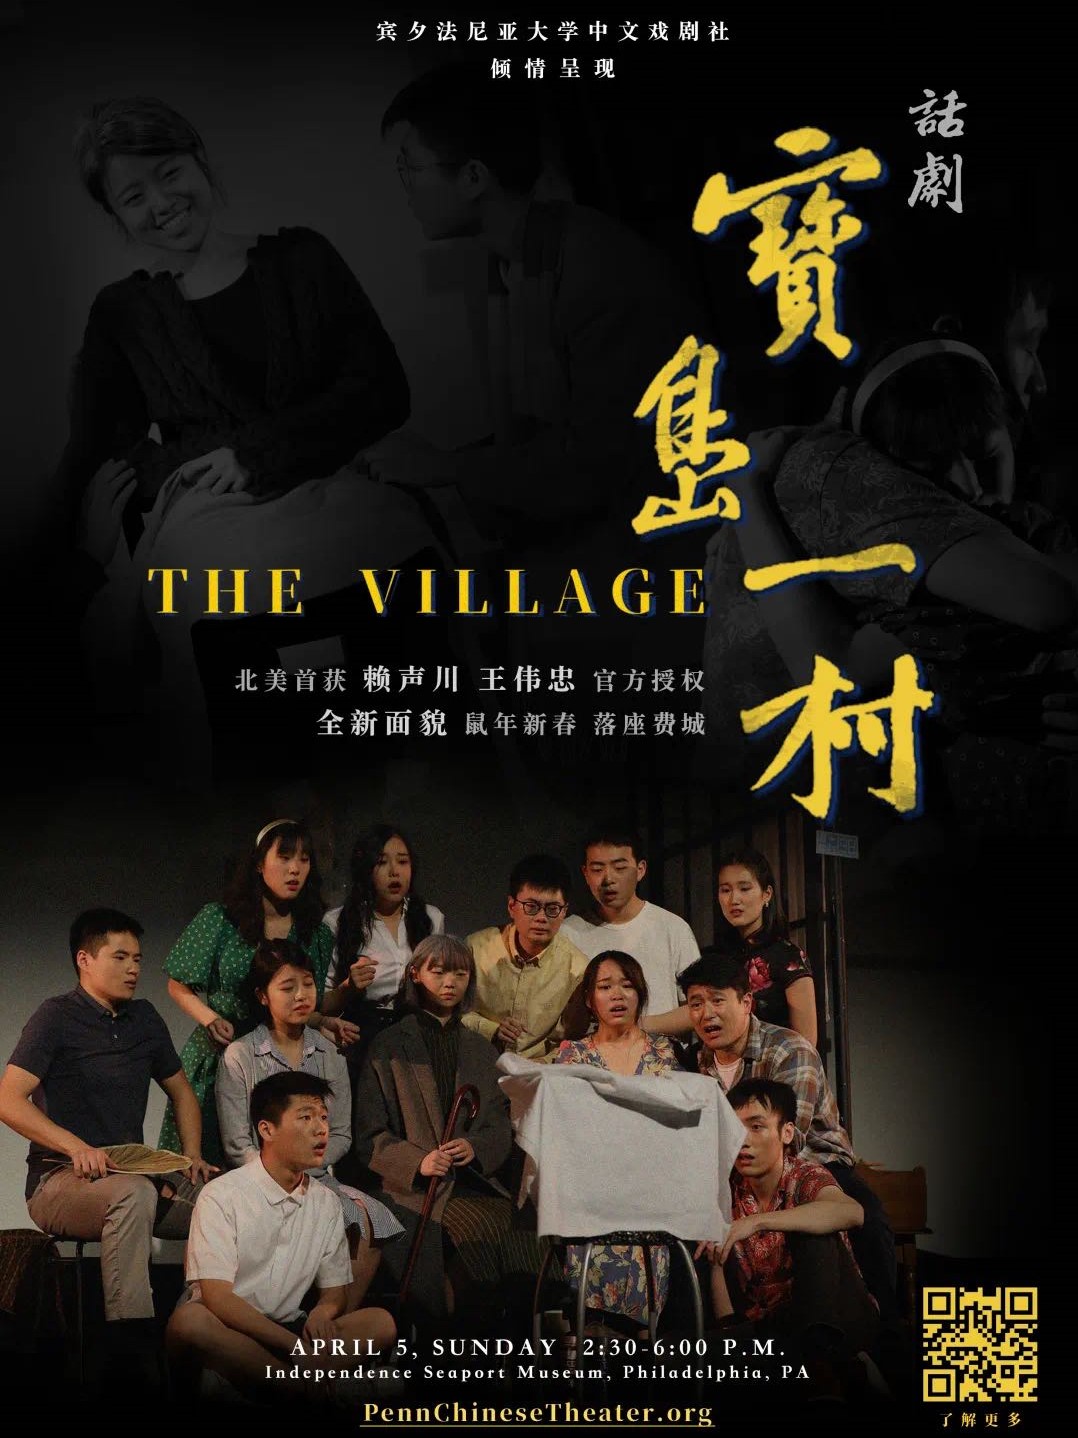 宾夕法尼亚大学中文戏剧社
倾情呈现
話劇
寶島一村
THE VILLAGE
北美首获 赖声川 王伟忠 官方授权
全新面貌 鼠年新春 落座费城
APRIL 5, SUNDAY 2:30-6:00 P.M.
Independence Seaport Museum, Philadelphia, PA
PennChineseTheater.org
了解更多